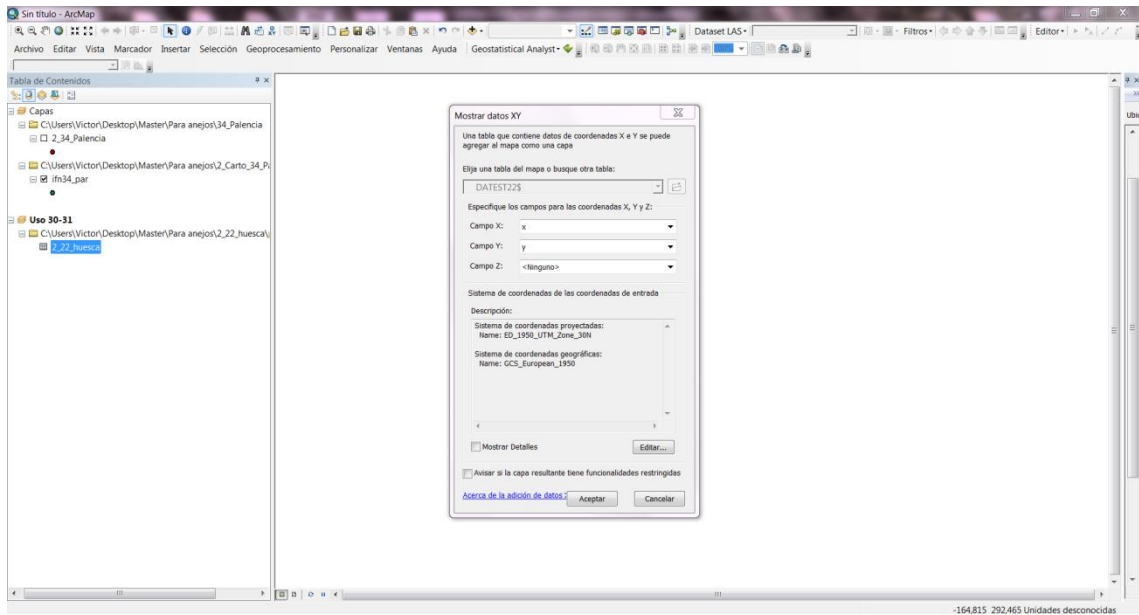 Sin título - ArcMap
Dataset LAS
Filtros
Editor
Archivo Editar Vista Marcador Insertar Selección Geoprocesamiento Personalizar Ventanas Ayuda Geostatistical Analyst
Tabla de Contenidos
Capas
C:\Users\Victor\Desktop\Master\Para anejos\34_Palencia
2_34_Palencia
C:\Users\Victor\Desktop\Master\Para anejos\2_Carto_34_Pa
ifn34_par
Uso 30-31
C:\Users\Victor\Desktop\Master\Para anejos\2_22_huesca\
2_22_huesca
Mostrar datos XY
Una tabla que contiene datos de coordenadas X e Y se puede
agregar al mapa como una capa
Elija una tabla del mapa o busque otra tabla:
DATEST22$
Especifique los campos para las coordenadas X, Y y Z:
Campo X: x
Campo Y: y
Campo Z: <Ninguno>
Sistema de coordenadas de las coordenadas de entrada
Descripción:
Sistema de coordenadas proyectadas:
Name: ED_1950_UTM_Zone_30N
Sistema de coordenadas geográficas:
Name: GCS_European_1950
Mostrar Detalles
Editar...
Avisar si la capa resultante tiene funcionalidades restringidas
Acerca de la adición de datos
Aceptar
Cancelar
Ubi
-164,815 292,465 Unidades desconocidas